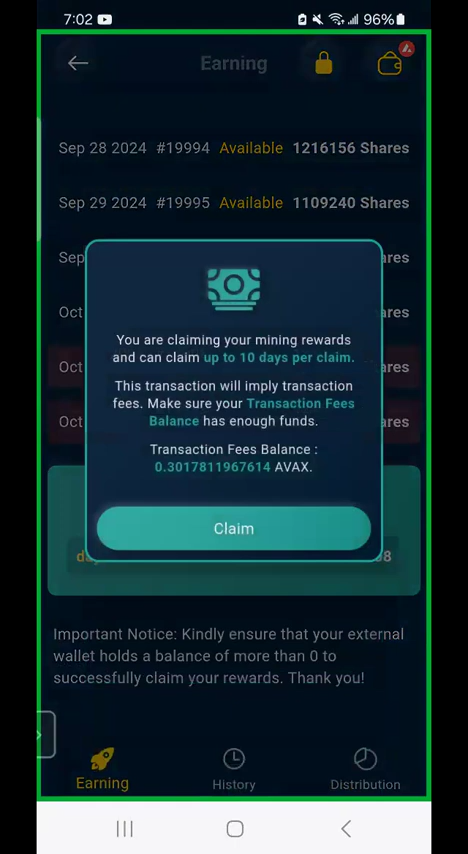 7:02 96%
Earning
Sep 28 2024 #19994 Available 1216156 Shares
Sep 29 2024 #19995 Available 1109240 Shares
Sep ares
Oct ares
Oct ares
Oct ares
You are claiming your mining rewards
and can claim up to 10 days per claim.
This transaction will imply transaction
fees. Make sure your Transaction Fees
Balance has enough funds.
Transaction Fees Balance :
0.3017811967614 AVAX.
Claim
Important Notice: Kindly ensure that your external
wallet holds a balance of more than 0 to
successfully claim your rewards. Thank you!
Earning History Distribution